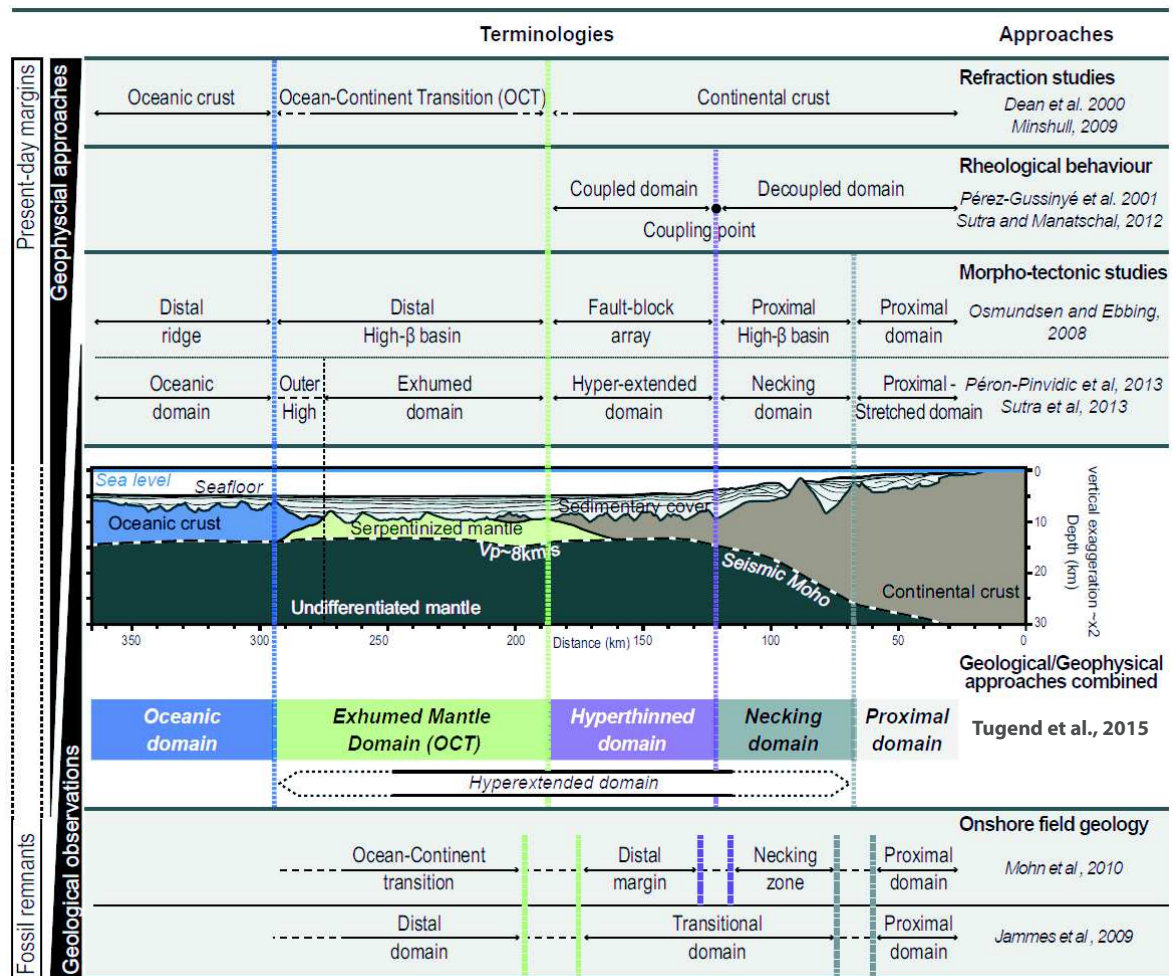 Terminologies
Approaches
Present-day margins
Geophyscial approaches
Oceanic crust
Ocean-Continent Transition (OCT)
Continental crust
Refraction studies
Dean et al. 2000
Minshull, 2009
Rheological behaviour
Coupled domain
Decoupled domain
Coupling point
Pérez-Gussinyé et al. 2001
Sutra and Manatschal, 2012
Morpho-tectonic studies
Distal
ridge
Distal
High-β basin
Fault-block
array
Proximal
High-β basin
Proximal
domain
Osmundsen and Ebbing,
2008
Oceanic
domain
Outer
High
Exhumed
domain
Hyper-extended
domain
Necking
domain
Proximal -
Stretched domain
Péron-Pinvidic et al, 2013
Sutra et al, 2013
Sea level
Seafloor
Sedimentary cover
Oceanic crust
Serpentinized mantle
Vp~8km/s
Seismic Moho
Continental crust
Undifferentiated mantle
0
10
20
30
Depth (km)
vertical exaggeration ~x2
350
300
250
200
Distance (km)
150
100
50
0
Geological/Geophysical
approaches combined
Oceanic
domain
Exhumed Mantle
Domain (OCT)
Hyperthinned
domain
Necking
domain
Proximal
domain
Tugend et al., 2015
Hyperextended domain
Fossil remnants
Geological observations
Onshore field geology
Ocean-Continent
transition
Distal
margin
Necking
zone
Proximal
domain
Mohn et al, 2010
Distal
domain
Transitional
domain
Proximal
domain
Jammes et al, 2009